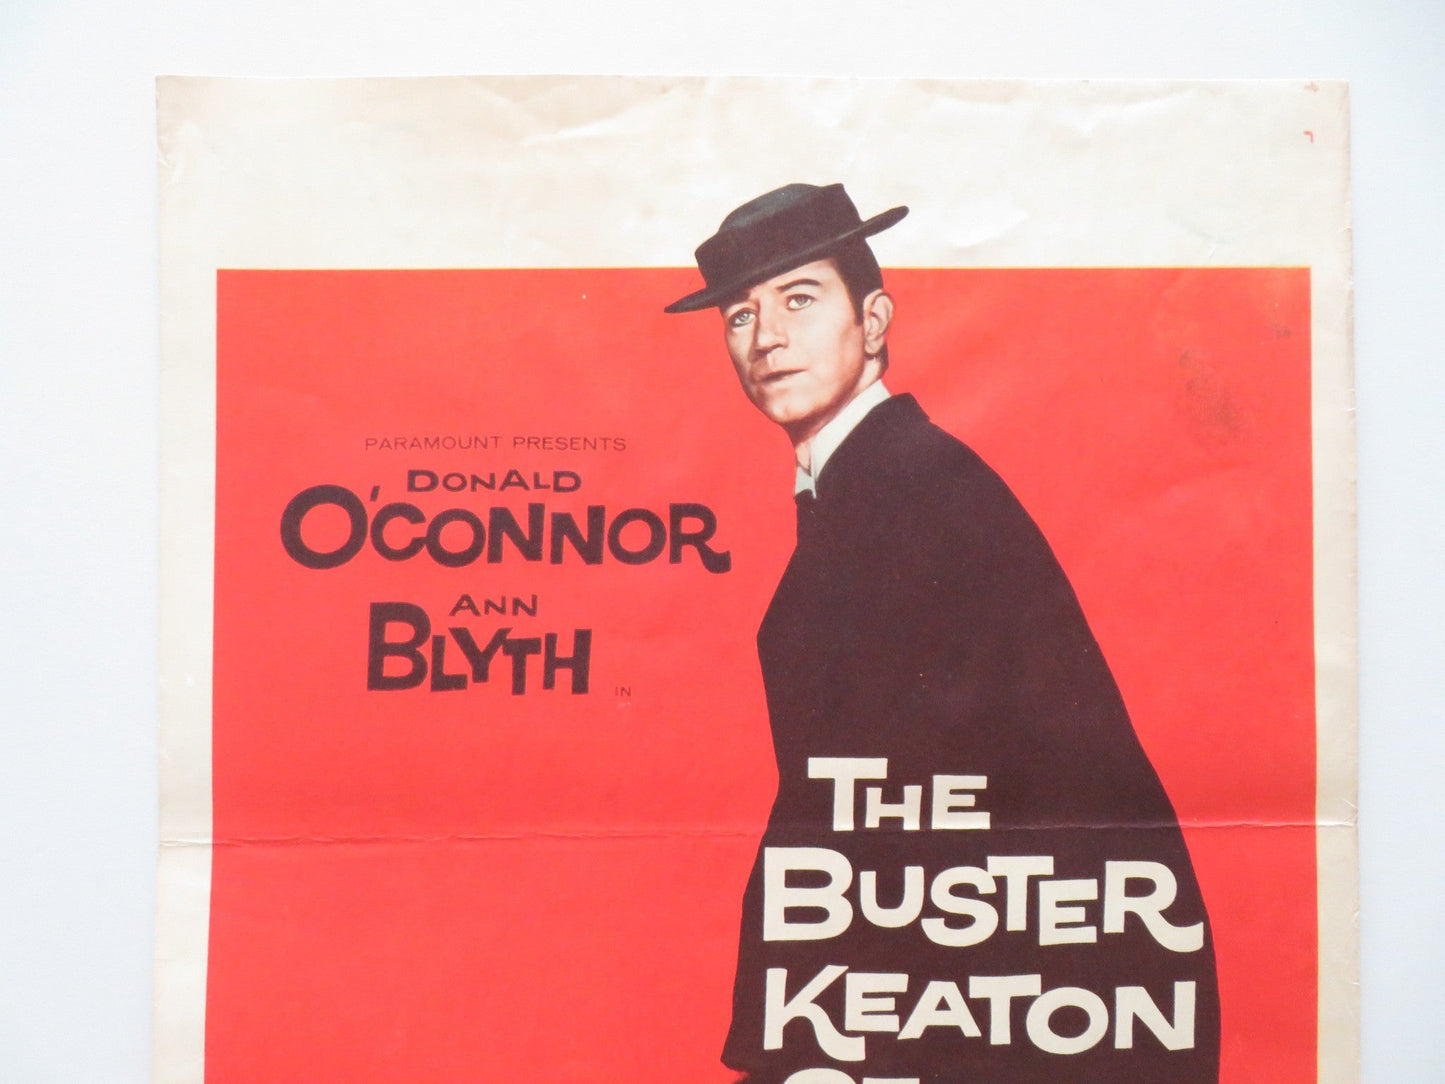 PARAMOUNT PRESENTS
DONALD
O'CONNOR
ANN
BLYTH
IN
THE
BUSTER
KEATON